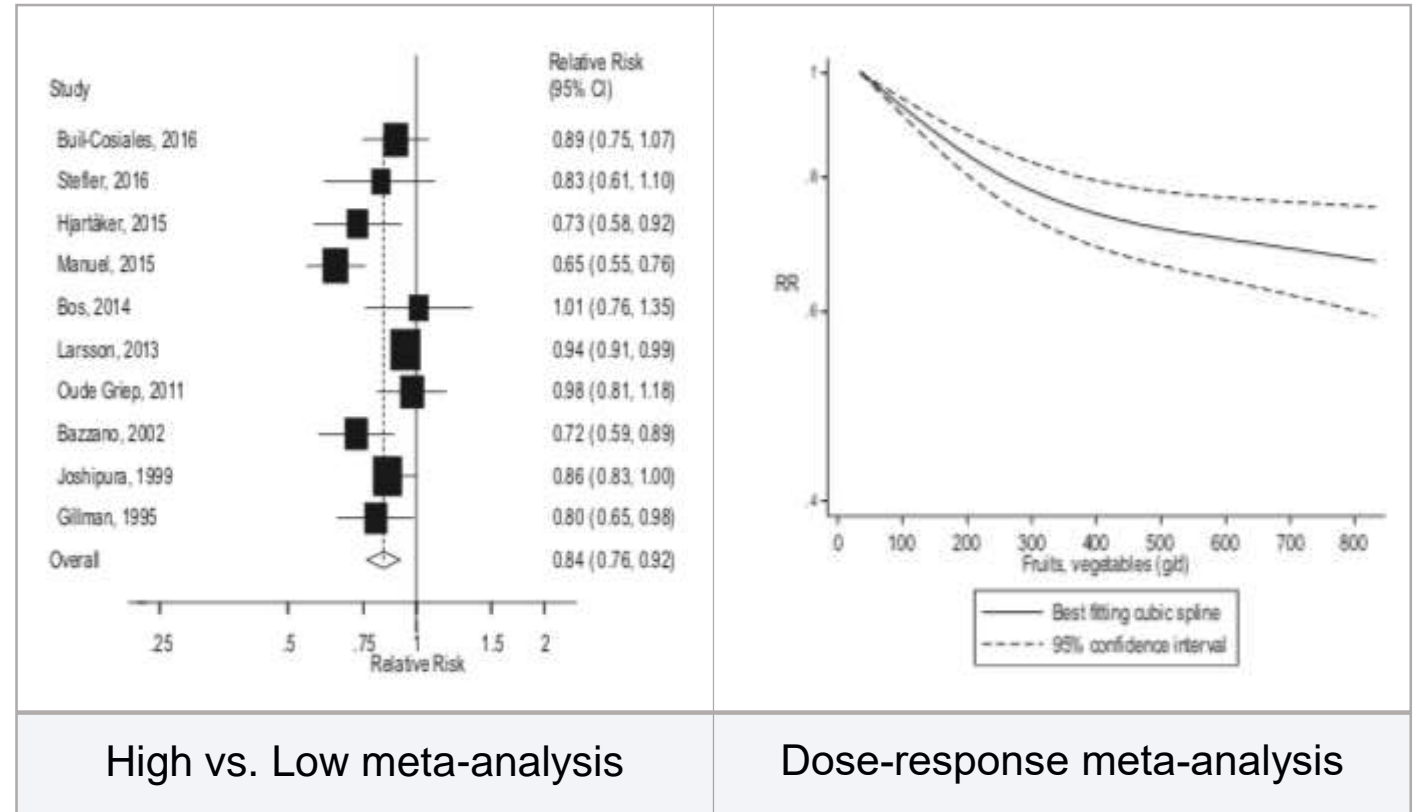 Study Relative Risk
(95% CI)
Buil-Cosiales, 2016 0.89 (0.75, 1.07)
Stefler, 2016 0.83 (0.61, 1.10)
Hjartåker, 2015 0.73 (0.58, 0.92)
Manuel, 2015 0.65 (0.55, 0.76)
Bos, 2014 1.01 (0.76, 1.35)
Larsson, 2013 0.94 (0.91, 0.99)
Oude Griep, 2011 0.98 (0.81, 1.18)
Bazzano, 2002 0.72 (0.59, 0.89)
Joshipura, 1999 0.86 (0.83, 1.00)
Gillman, 1995 0.80 (0.65, 0.98)
Overall 0.84 (0.76, 0.92)
.25 .5 .75 1 1.5 2
Relative Risk
High vs. Low meta-analysis
1
.8
RR
.6
.4
0 100 200 300 400 500 600 700 800
Fruits, vegetables (g/d)
Best fitting cubic spline
95% confidence interval
Dose-response meta-analysis